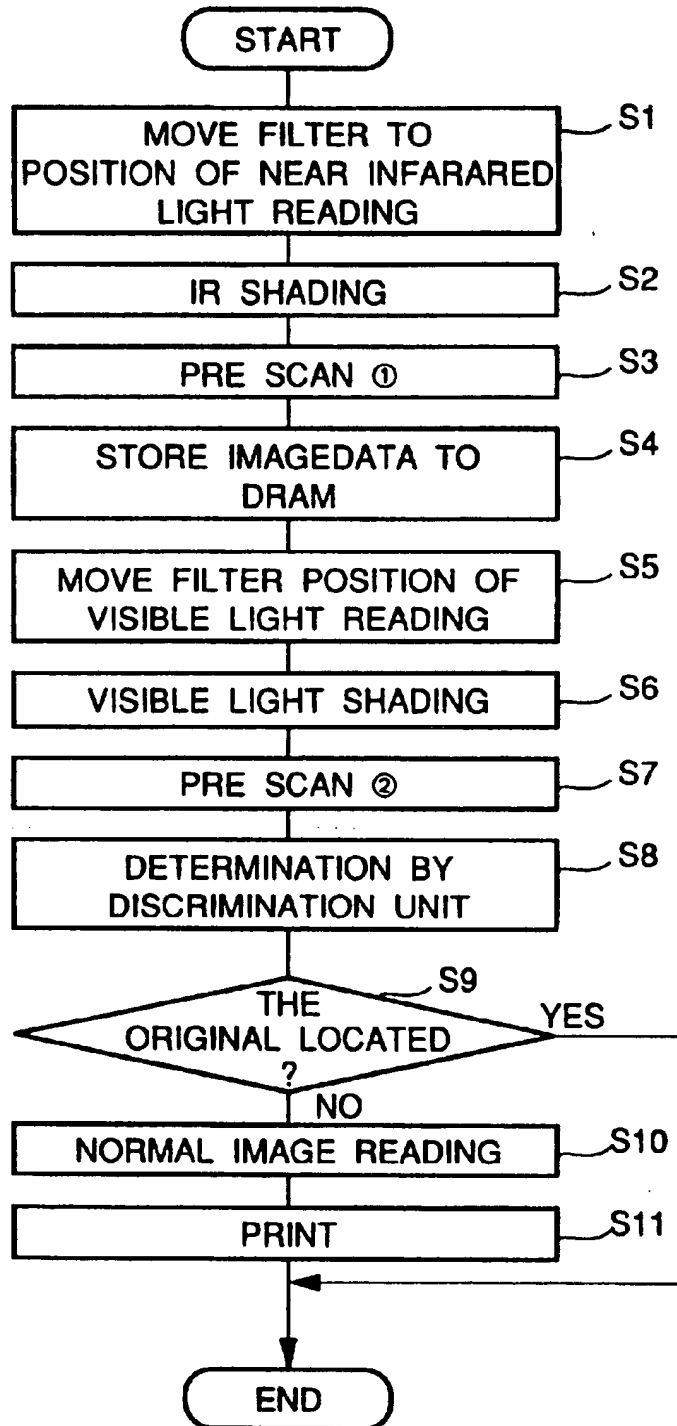 START
MOVE FILTER TO
POSITION OF NEAR INFARARED
LIGHT READING
S1
IR SHADING
S2
PRE SCAN ①
S3
STORE IMAGEDATA TO
DRAM
S4
MOVE FILTER POSITION OF
VISIBLE LIGHT READING
S5
VISIBLE LIGHT SHADING
S6
PRE SCAN ②
S7
DETERMINATION BY
DISCRIMINATION UNIT
S8
THE
ORIGINAL LOCATED
?
S9
YES
NO
NORMAL IMAGE READING
S10
PRINT
S11
END